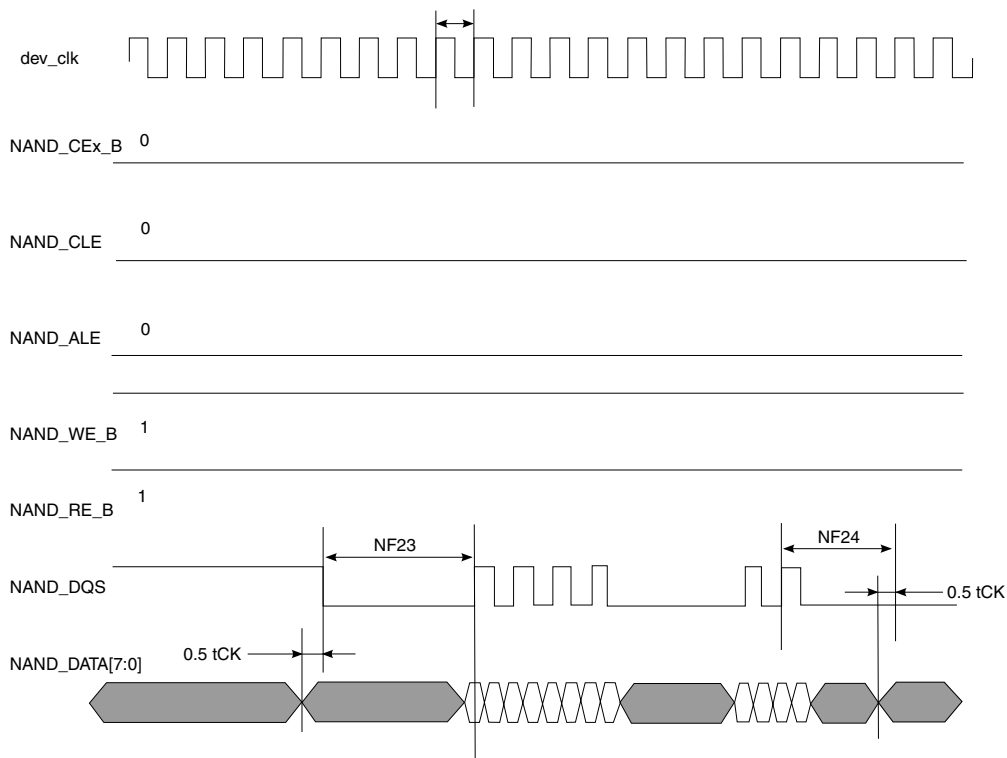 dev_clk
NAND_CEx_B 0
NAND_CLE 0
NAND_ALE 0
NAND_WE_B 1
NAND_RE_B 1
NF23 NF24
NAND_DQS
0.5 tCK
0.5 tCK
NAND_DATA[7:0]